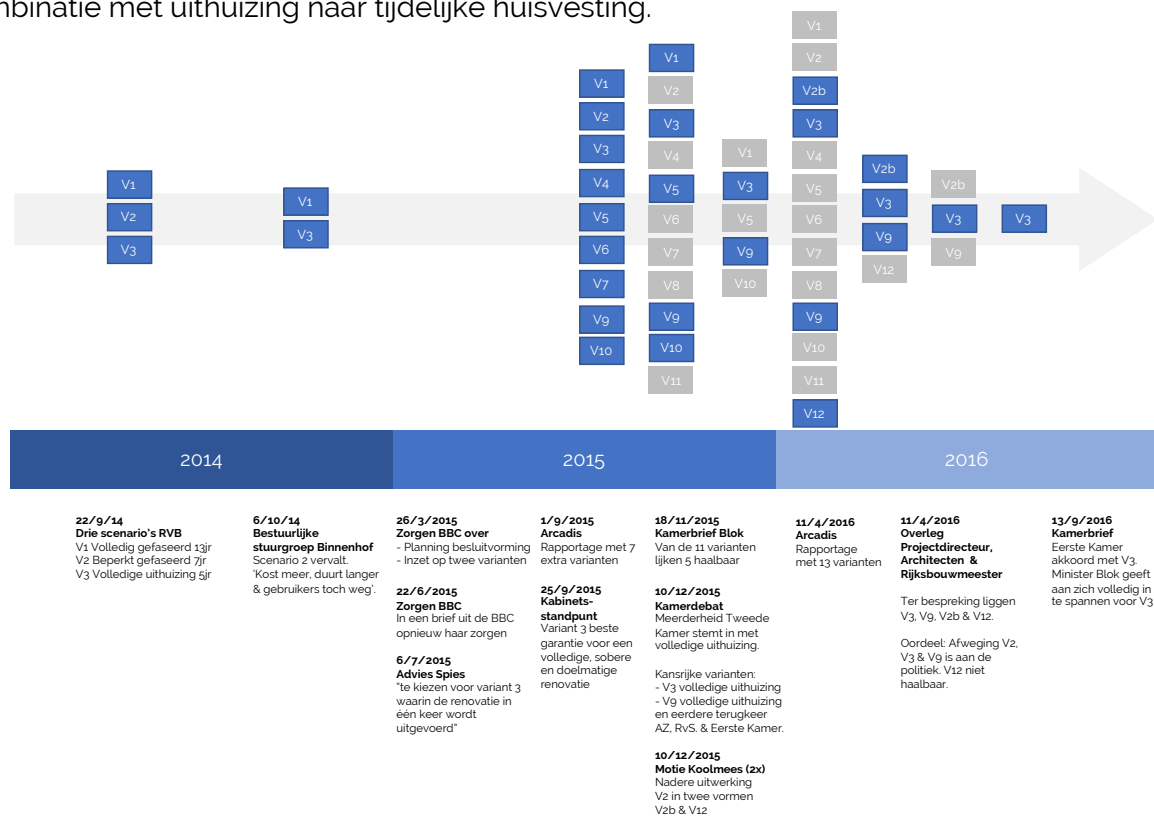 mbinatie met uithuizing naar tijdelijke huisvesting.
V1
V2
V3
V1
V3
V1
V2
V3
V4
V5
V6
V7
V9
V10
V1
V2
V3
V4
V5
V6
V7
V8
V9
V10
V11
V1
V3
V5
V9
V10
V1
V2
V2b
V3
V4
V5
V6
V7
V8
V9
V10
V11
V12
V2b
V3
V9
V12
V2b
V3
V9
V3
2014
2015
2016
22/9/14
Drie scenario's RVB
V1 Volledig gefaseerd 13jr
V2 Beperkt gefaseerd 7jr
V3 Volledige uithuizing 5jr
6/10/14
Bestuurlijke
stuurgroep Binnenhof
Scenario 2 vervalt.
'Kost meer, duurt langer
& gebruikers toch weg'.
26/3/2015
Zorgen BBC over
- Planning besluitvorming
- Inzet op twee varianten
22/6/2015
Zorgen BBC
In een brief uit de BBC
opnieuw haar zorgen
6/7/2015
Advies Spies
"te kiezen voor variant 3
waarin de renovatie in
één keer wordt
uitgevoerd"
1/9/2015
Arcadis
Rapportage met 7
extra varianten
25/9/2015
Kabinets-
standpunt
Variant 3 beste
garantie voor een
volledige, sobere
en doelmatige
renovatie
18/11/2015
Kamerbrief Blok
Van de 11 varianten
lijken 5 haalbaar
10/12/2015
Kamerdebat
Meerderheid Tweede
Kamer stemt in met
volledige uithuizing.
Kansrijke varianten:
- V3 volledige uithuizing
- V9 volledige uithuizing
en eerdere terugkeer
AZ, RvS. & Eerste Kamer.
10/12/2015
Motie Koolmees (2x)
Nadere uitwerking
V2 in twee vormen
V2b & V12
11/4/2016
Arcadis
Rapportage
met 13 varianten
11/4/2016
Overleg
Projectdirecteur,
Architecten &
Rijksbouwmeester
Ter bespreking liggen
V3, V9, V2b & V12.
Oordeel: Afweging V2,
V3 & V9 is aan de
politiek. V12 niet
haalbaar.
13/9/2016
Kamerbrief
Eerste Kamer
akkoord met V3.
Minister Blok geeft
aan zich volledig in
te spannen voor V3